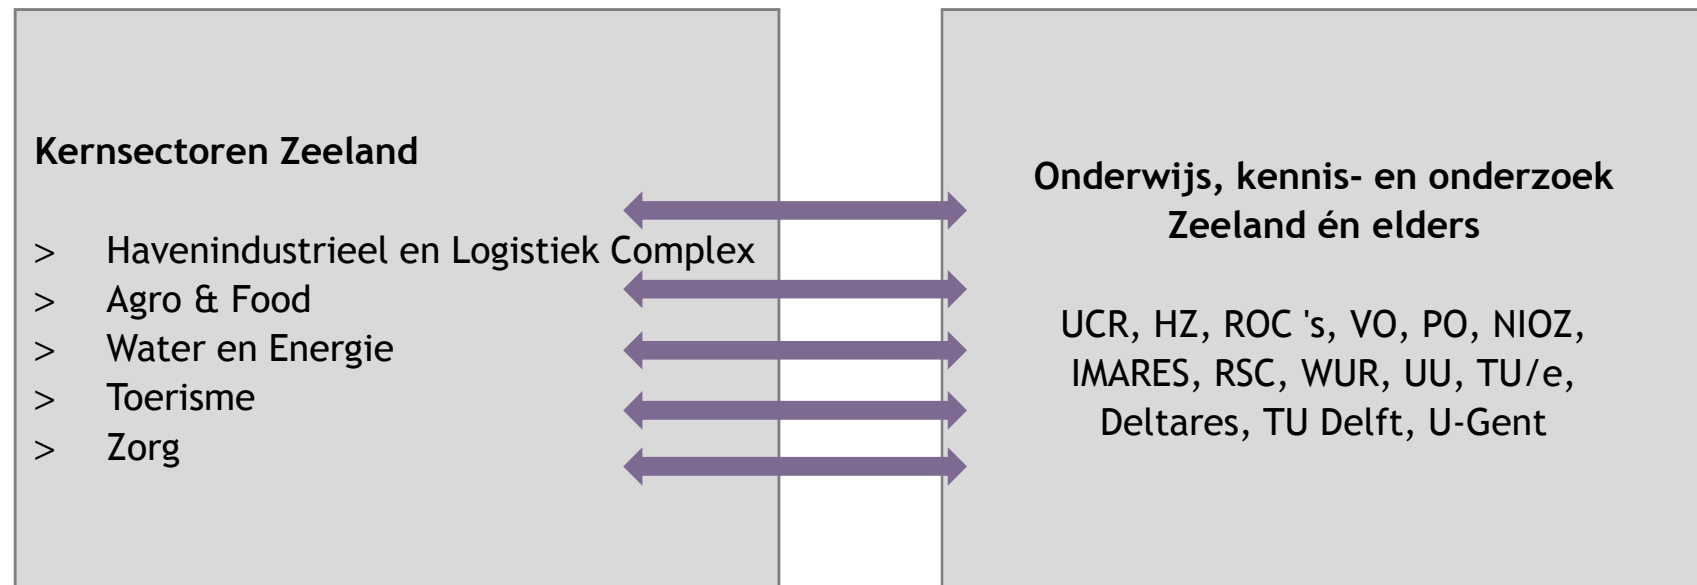 Kernsectoren Zeeland
> Havenindustrieel en Logistiek Complex
> Agro & Food
> Water en Energie
> Toerisme
> Zorg
Onderwijs, kennis- en onderzoek
Zeeland én elders
UCR, HZ, ROC 's, VO, PO, NIOZ,
IMARES, RSC, WUR, UU, TU/e,
Deltares, TU Delft, U-Gent